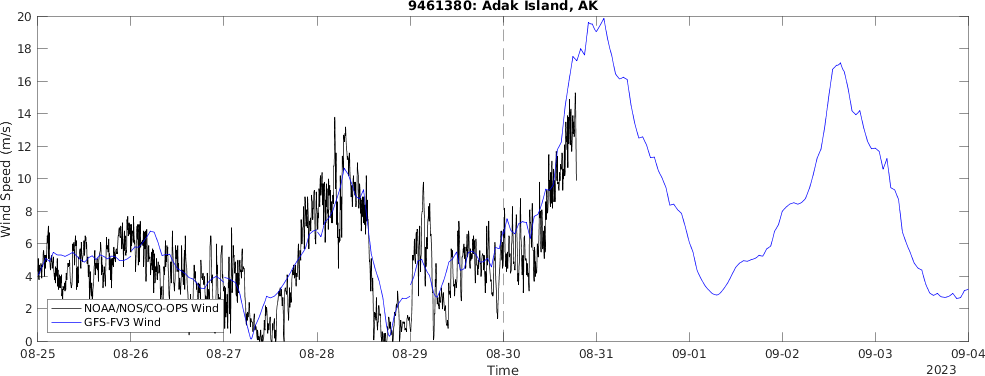 9461380: Adak Island, AK
Wind Speed (m/s)
20
18
16
14
12
10
8
6
4
2
0
NOAA/NOS/CO-OPS Wind
GFS-FV3 Wind
08-25 08-26 08-27 08-28 08-29 08-30 08-31 09-01 09-02 09-03 09-04
Time
2023